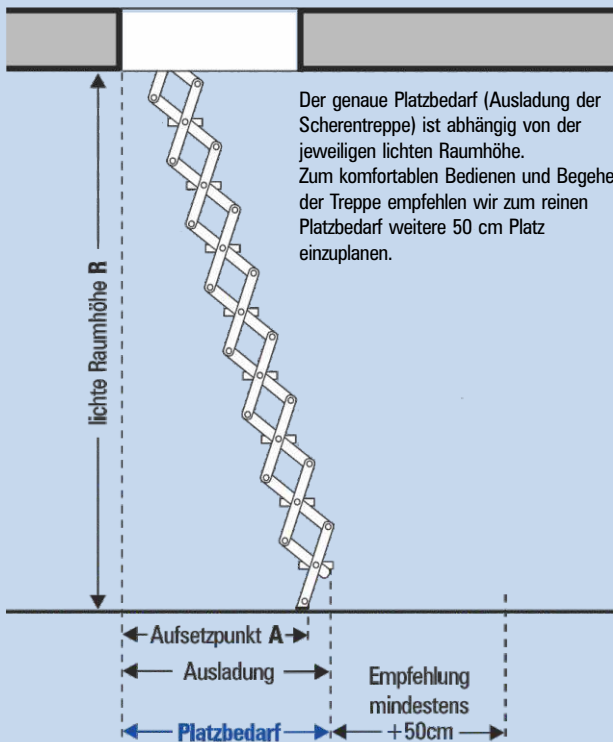 Der genaue Platzbedarf (Ausladung der
Scherentreppe) ist abhängig von der
jeweiligen lichten Raumhöhe.
Zum komfortablen Bedienen und Begehe
der Treppe empfehlen wir zum reinen
Platzbedarf weitere 50 cm Platz
einzuplanen.
lichte Raumhöhe R
Aufsetzpunkt A
Ausladung
Platzbedarf
Empfehlung
mindestens
+50cm